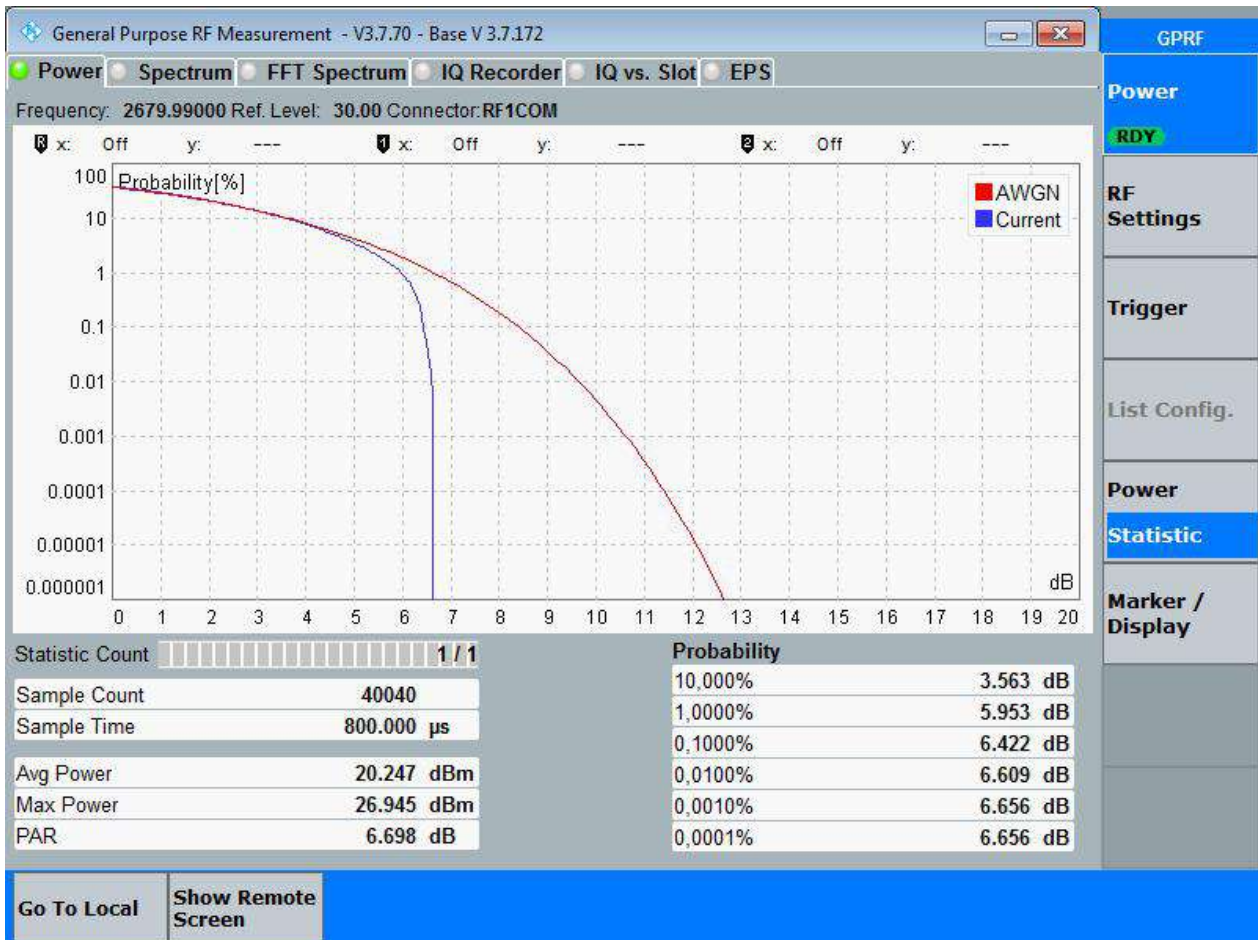 General Purpose RF Measurement - V3.7.70 - Base V 3.7.172
GPRF
Power Spectrum FFT Spectrum IQ Recorder IQ vs. Slot EPS
Frequency: 2679.99000 Ref. Level: 30.00 Connector:RF1COM
R x: Off y: --- 1 x: Off y: --- 2 x: Off y: ---
Probability[%]
AWGN
Current
100
10
1
0.1
0.01
0.001
0.0001
0.00001
0.000001
dB
0 1 2 3 4 5 6 7 8 9 10 11 12 13 14 15 16 17 18 19 20
Statistic Count 1 / 1
Sample Count 40040
Sample Time 800.000 µs
Avg Power 20.247 dBm
Max Power 26.945 dBm
PAR 6.698 dB
Probability
10,000% 3.563 dB
1,0000% 5.953 dB
0,1000% 6.422 dB
0,0100% 6.609 dB
0,0010% 6.656 dB
0,0001% 6.656 dB
Power
RDY
RF
Settings
Trigger
List Config.
Power
Statistic
Marker /
Display
Go To Local
Show Remote
Screen